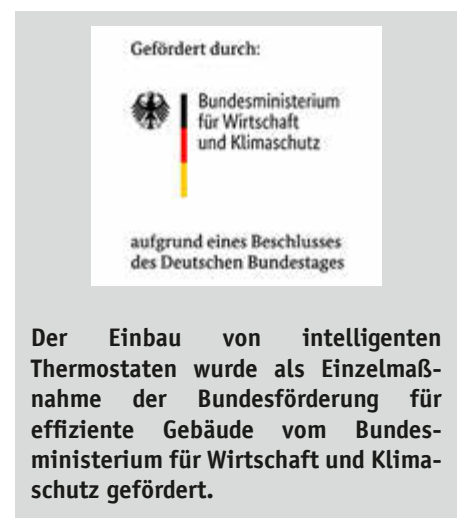 Gefördert durch:
Bundesministerium
für Wirtschaft
und Klimaschutz
aufgrund eines Beschlusses
des Deutschen Bundestages
Der Einbau von intelligenten
Thermostaten wurde als Einzelmaß-
nahme der Bundesförderung für
effiziente Gebäude vom Bundes-
ministerium für Wirtschaft und Klima-
schutz gefördert.